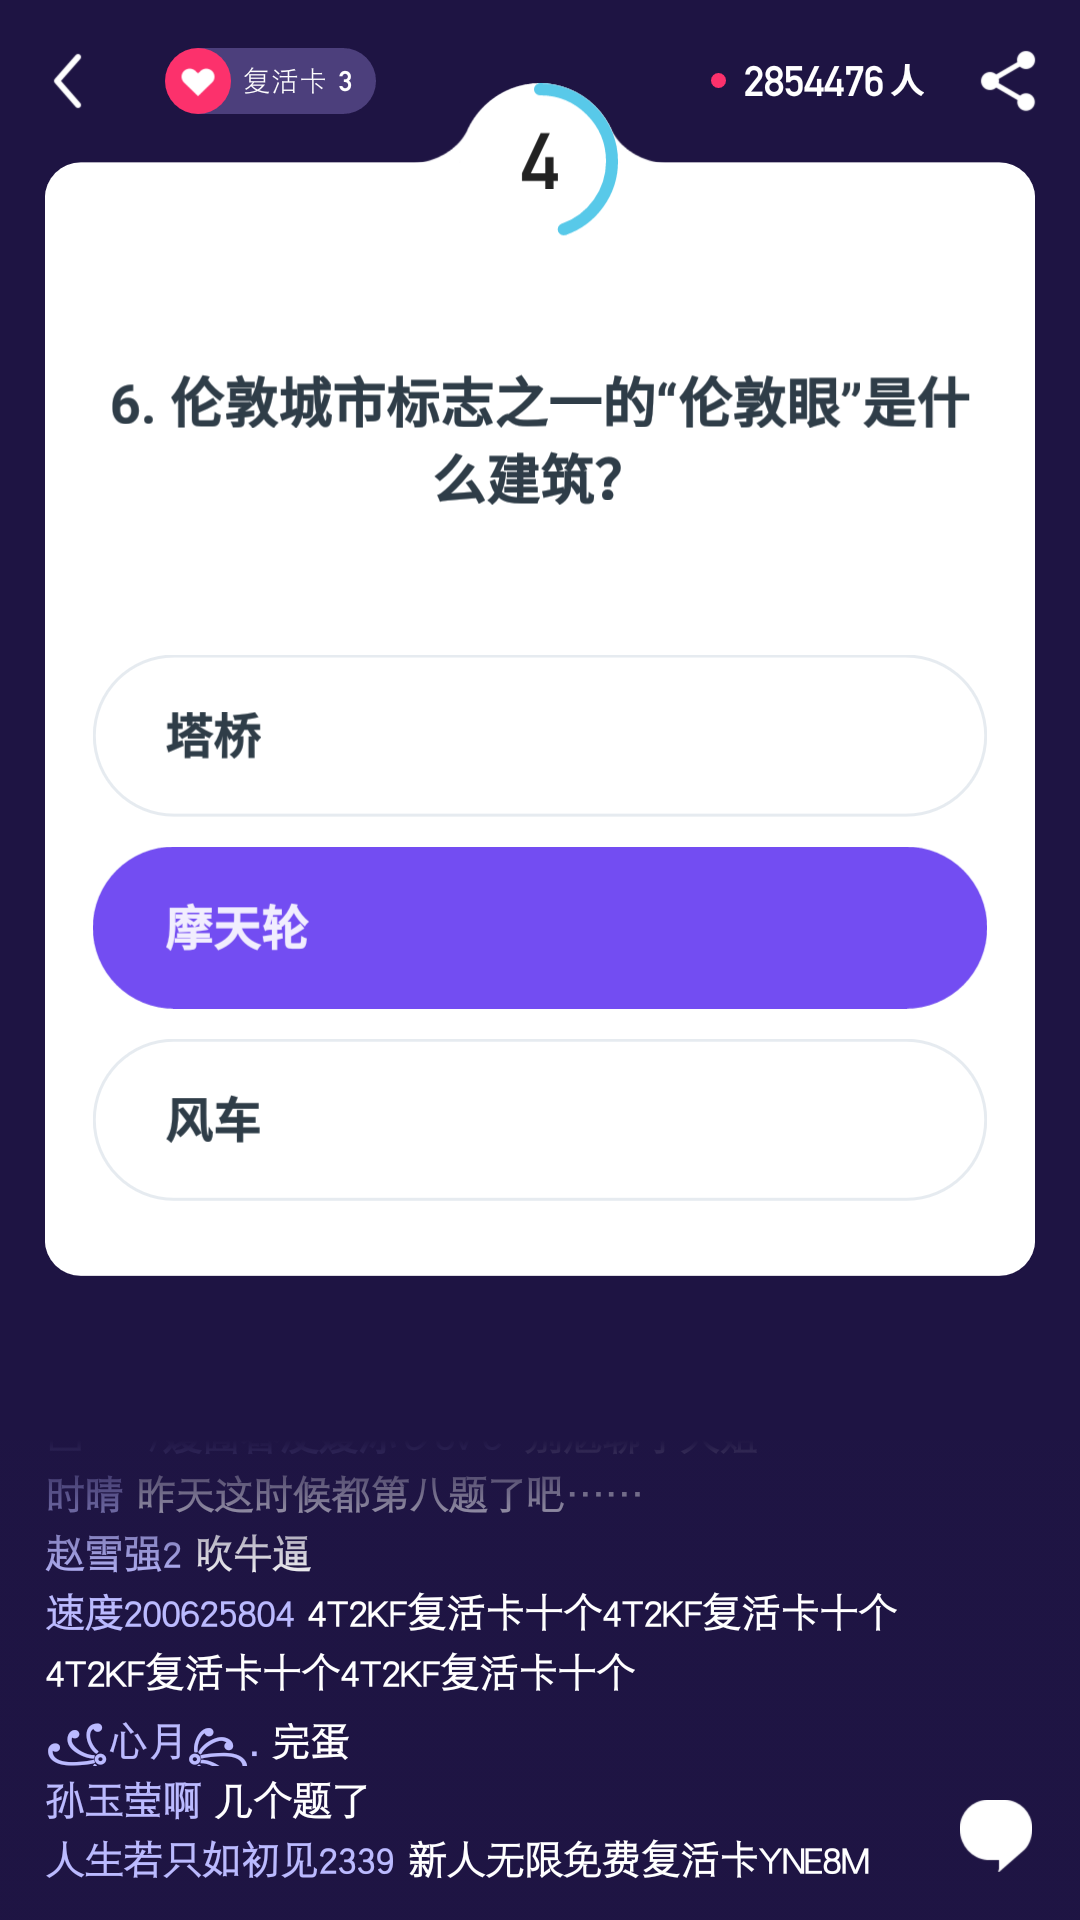 复活卡 3
2854476 人
4
6. 伦敦城市标志之一的“伦敦眼”是什
么建筑？
塔桥
摩天轮
风车
时晴 昨天这时候都第八题了吧……
赵雪强2 吹牛逼
速度200625804 4T2KF复活卡十个4T2KF复活卡十个
4T2KF复活卡十个4T2KF复活卡十个
心月. 完蛋
孙玉莹啊 几个题了
人生若只如初见2339 新人无限免费复活卡YNE8M